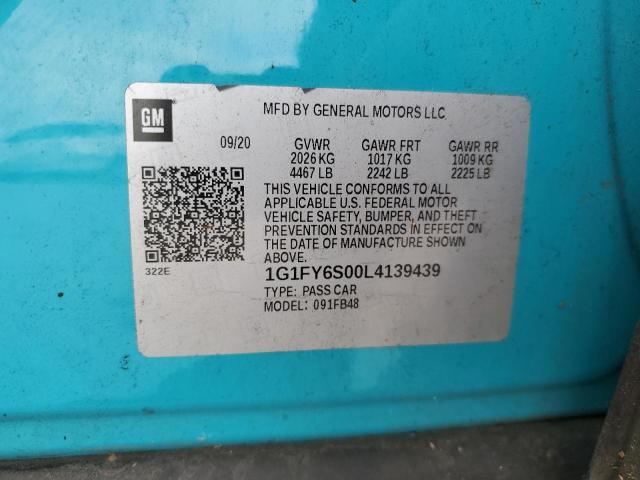 GM
MFD BY GENERAL MOTORS LLC
09/20 GVWR GAWR FRT GAWR RR
2026 KG 1017 KG 1009 KG
4467 LB 2242 LB 2225 LB
THIS VEHICLE CONFORMS TO ALL
APPLICABLE U.S. FEDERAL MOTOR
VEHICLE SAFETY, BUMPER, AND THEFT
PREVENTION STANDARDS IN EFFECT ON
THE DATE OF MANUFACTURE SHOWN
ABOVE.
322E
1G1FY6S00L4139439
TYPE: PASS CAR
MODEL: 091FB48